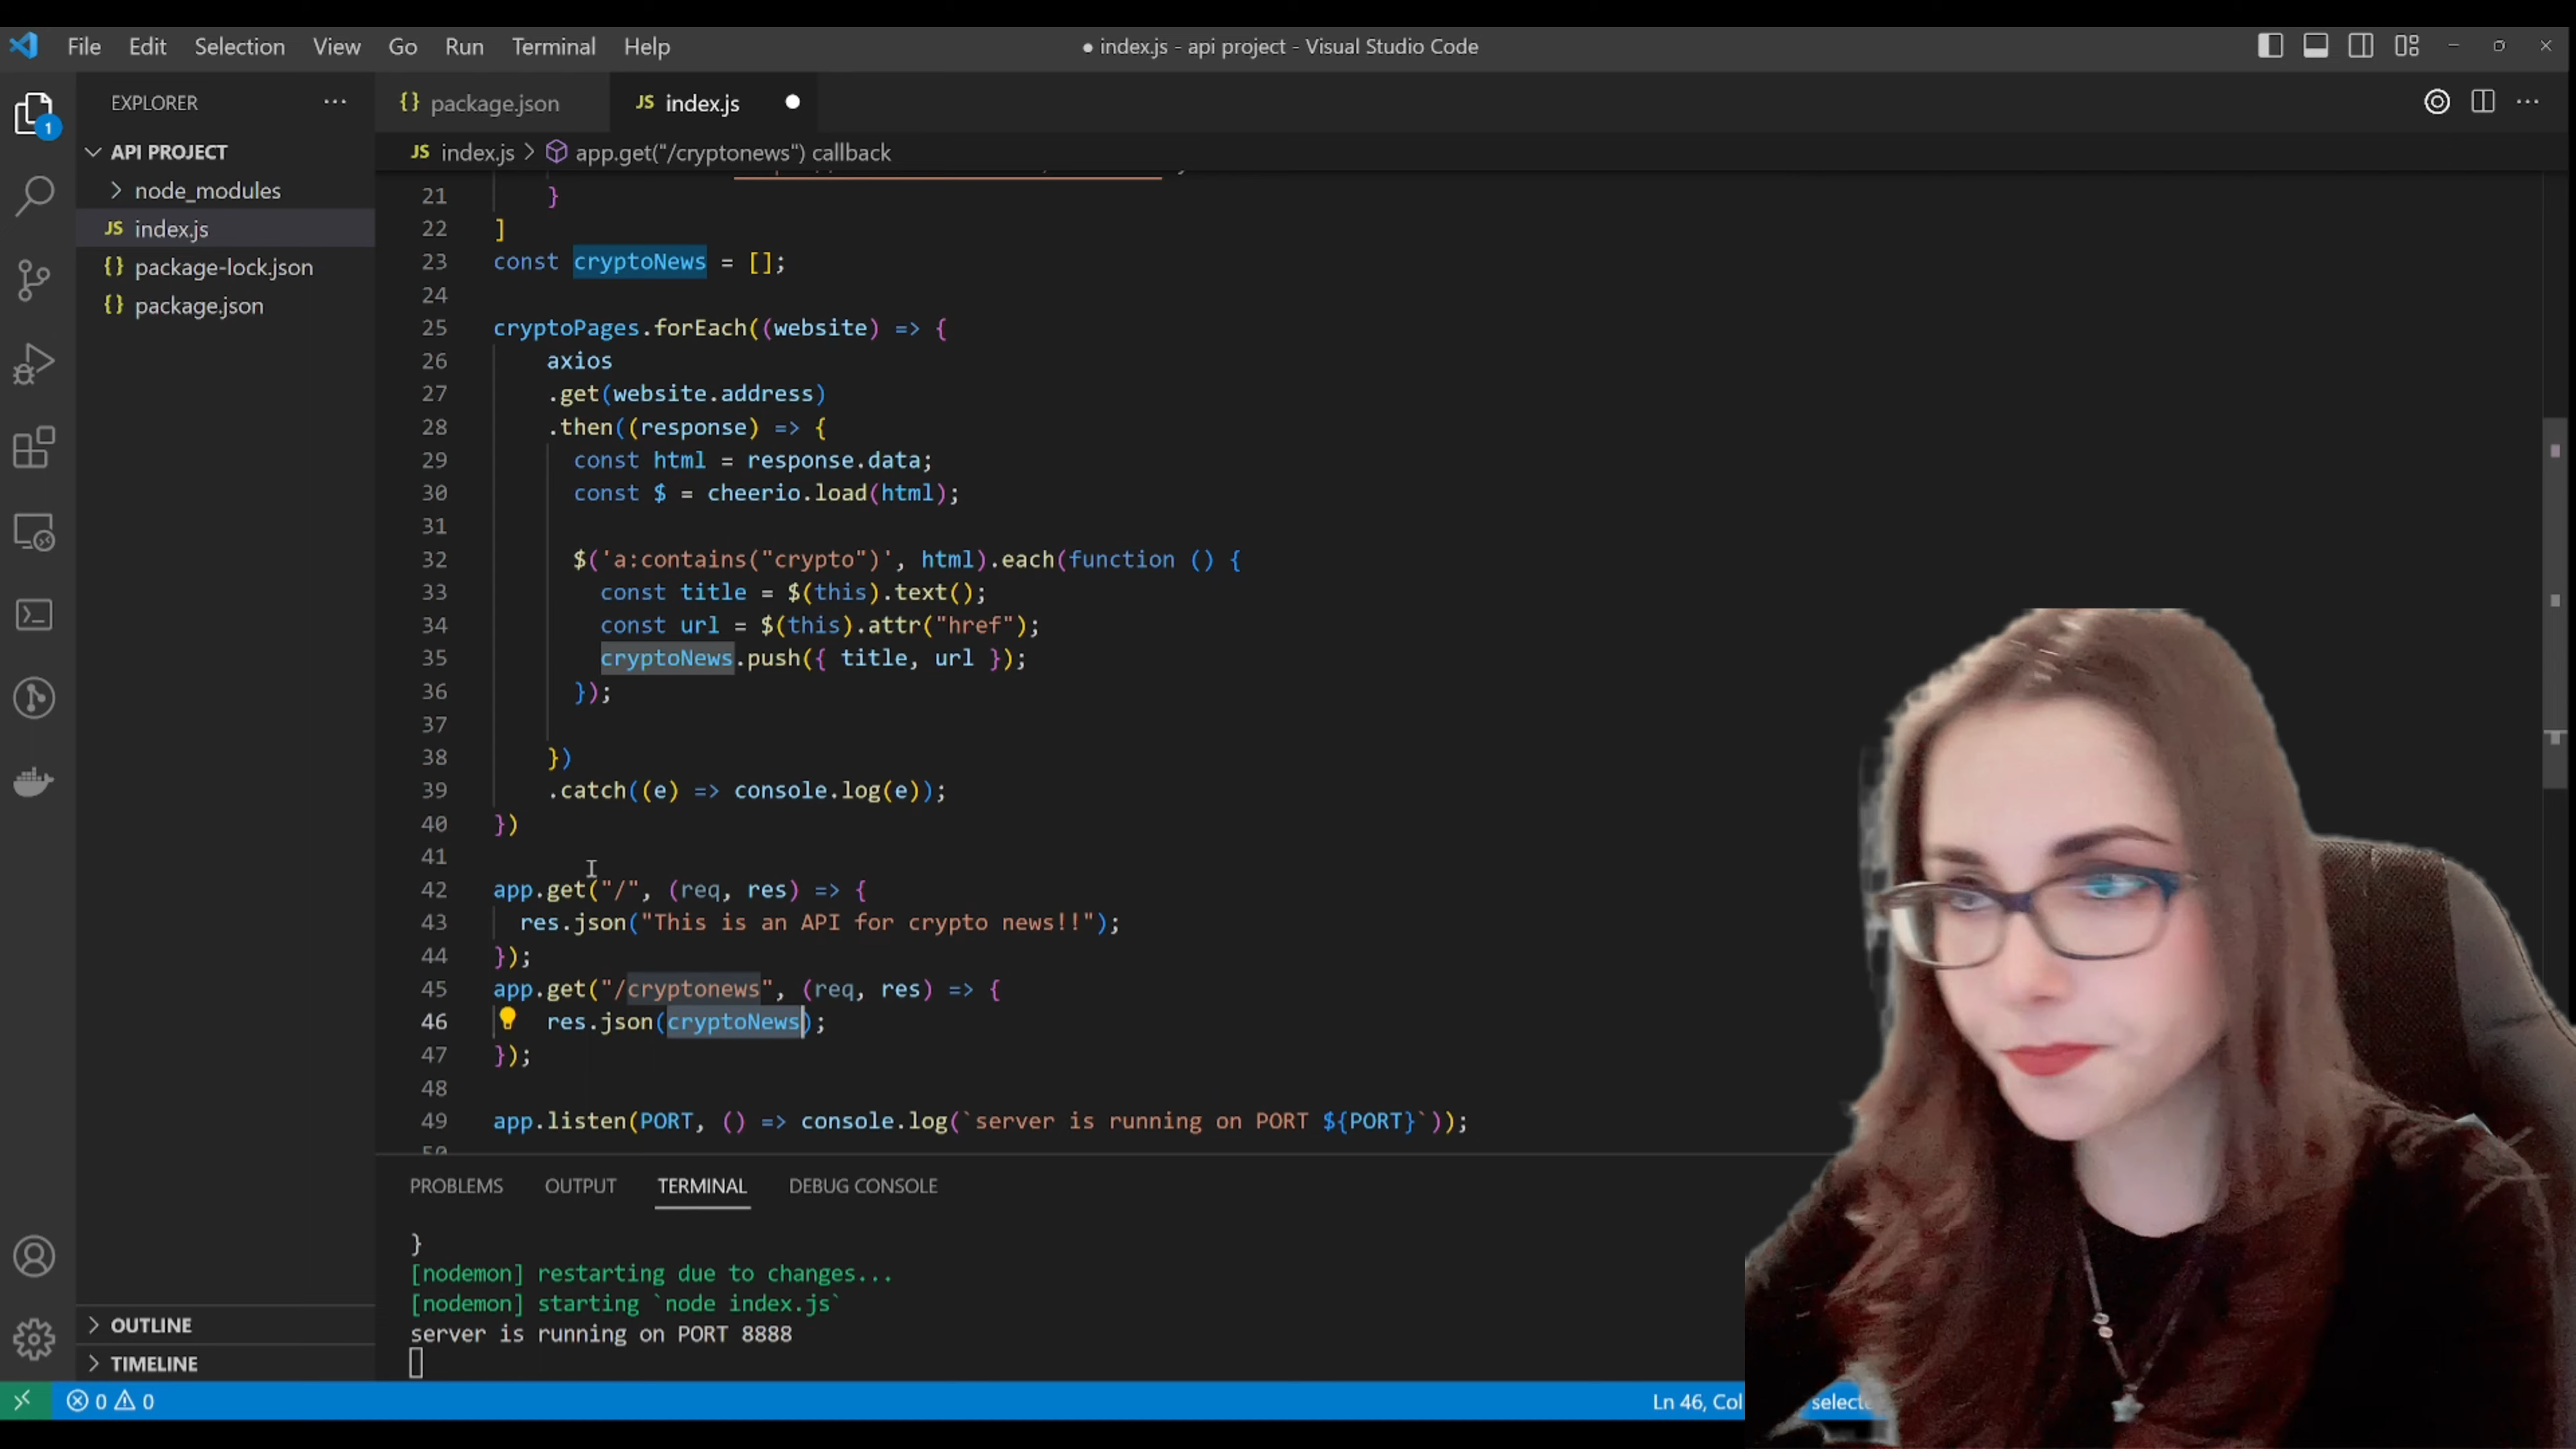 File Edit Selection View Go Run Terminal Help
● index.js - api project - Visual Studio Code
EXPLORER
package.json
JS index.js
API PROJECT
JS index.js > app.get("/cryptonews") callback
node_modules
JS index.js
{} package-lock.json
{} package.json
1
21 }
22 ]
23 const cryptoNews = [];
24
25 cryptoPages.forEach((website) => {
26 axios
27 .get(website.address)
28 .then((response) => {
29 const html = response.data;
30 const $ = cheerio.load(html);
31
32 $('a:contains("crypto")', html).each(function () {
33 const title = $(this).text();
34 const url = $(this).attr("href");
35 cryptoNews.push({ title, url });
36 });
37
38 })
39 .catch((e) => console.log(e));
40 })
41
42 app.get("/", (req, res) => {
43 res.json("This is an API for crypto news!!");
44 });
45 app.get("/cryptonews", (req, res) => {
46 res.json(cryptoNews);
47 });
48
49 app.listen(PORT, () => console.log(`server is running on PORT ${PORT}`));
50
PROBLEMS OUTPUT TERMINAL DEBUG CONSOLE
}
[nodemon] restarting due to changes...
[nodemon] starting `node index.js`
server is running on PORT 8888
OUTLINE
TIMELINE
0 0
Ln 46, Col